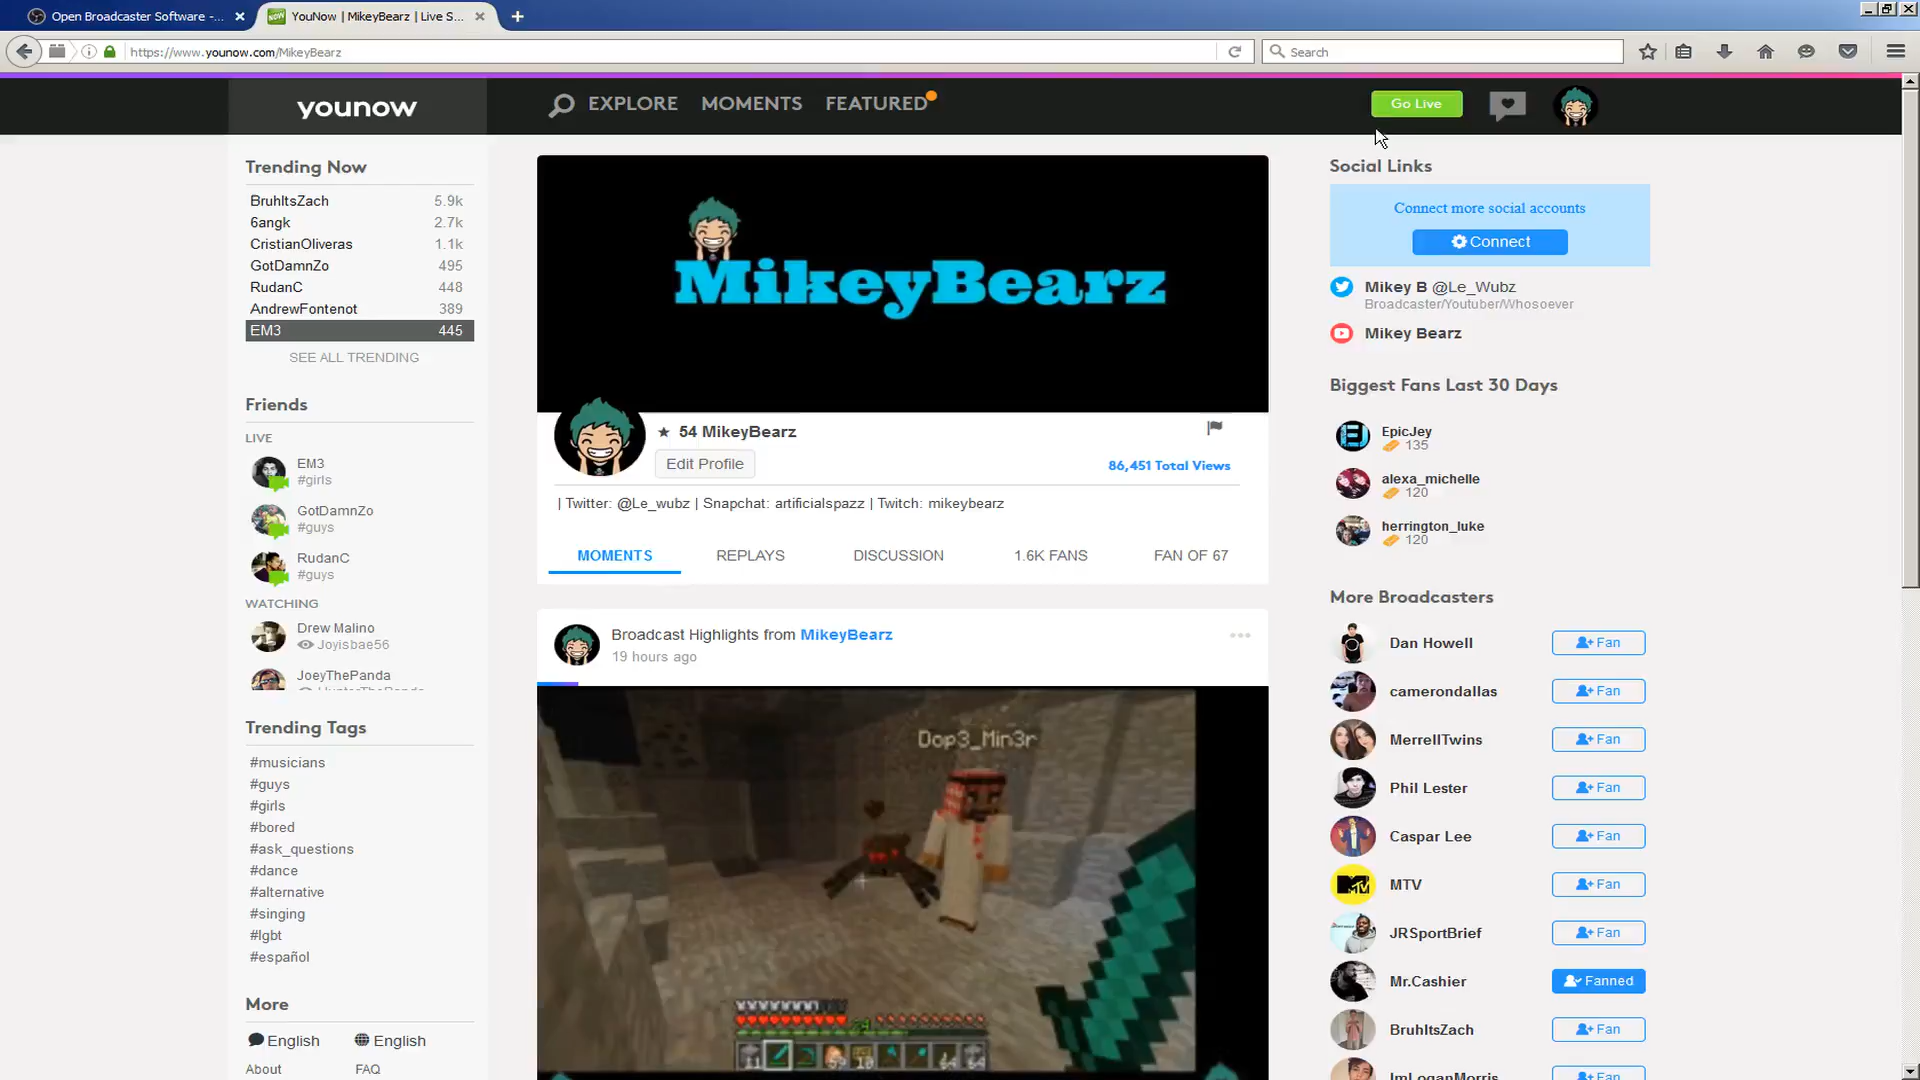 Open Broadcaster Software -...
YouNow | MikeyBearz | Live S...
https://www.younow.com/MikeyBearz
Search
younow
EXPLORE
MOMENTS
FEATURED
Go Live
Trending Now
BruhItsZach 5.9k
6angk 2.7k
CristianOliveras 1.1k
GotDamnZo 495
RudanC 448
AndrewFontenot 389
EM3 445
SEE ALL TRENDING
Friends
LIVE
EM3
#girls
GotDamnZo
#guys
RudanC
#guys
WATCHING
Drew Malino
Joyisbae56
JoeyThePanda
HunterThePanda
Trending Tags
#musicians
#guys
#girls
#bored
#ask_questions
#dance
#alternative
#singing
#lgbt
#español
More
English
English
About
FAQ
MikeyBearz
54 MikeyBearz
Edit Profile
86,451 Total Views
| Twitter: @Le_wubz | Snapchat: artificialspazz | Twitch: mikeybearz
MOMENTS
REPLAYS
DISCUSSION
1.6K FANS
FAN OF 67
Broadcast Highlights from MikeyBearz
19 hours ago
Dop3_Min3r
Social Links
Connect more social accounts
Connect
Mikey B @Le_Wubz
Broadcaster/Youtuber/Whosoever
Mikey Bearz
Biggest Fans Last 30 Days
EpicJey
135
alexa_michelle
120
herrington_luke
120
More Broadcasters
Dan Howell Fan
camerondallas Fan
MerrellTwins Fan
Phil Lester Fan
Caspar Lee Fan
MTV Fan
JRSportBrief Fan
Mr.Cashier Fanned
BruhItsZach Fan
ImLoganMorris Fan